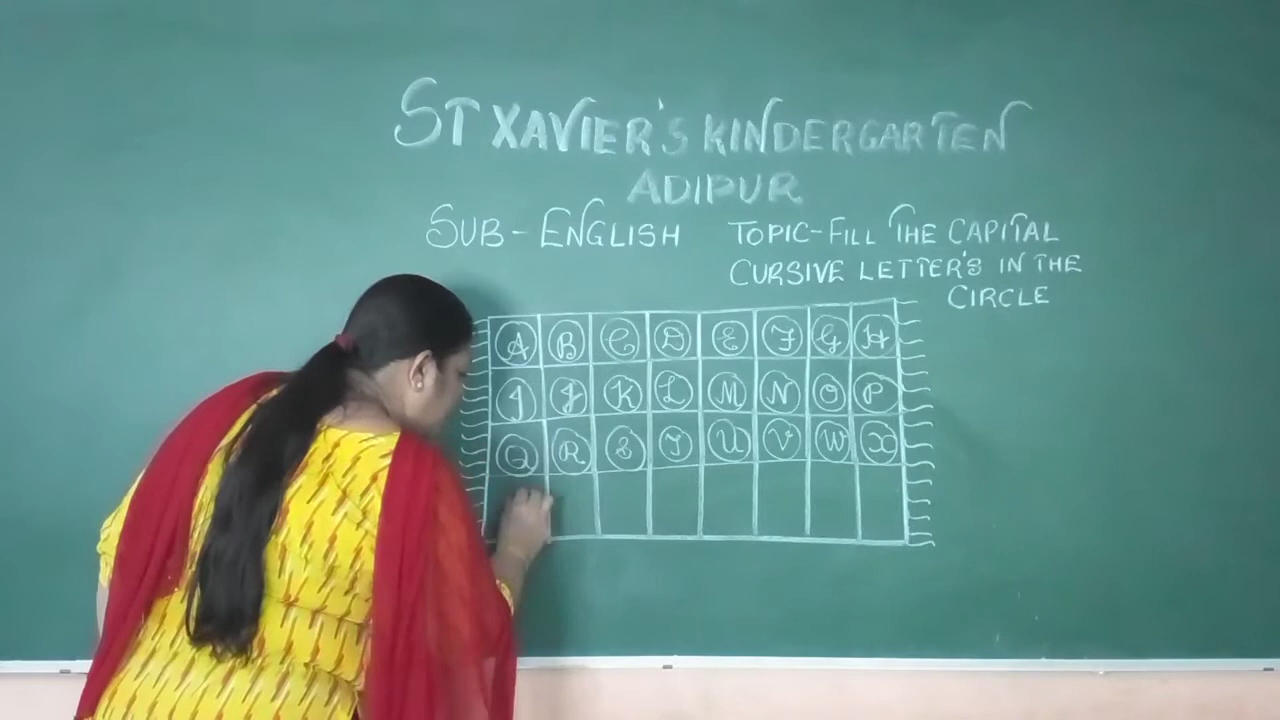 ST XAVIER'S KINDERGARTEN
ADIPUR
SUB - ENGLISH
TOPIC - FILL THE CAPITAL
CURSIVE LETTER'S IN THE
CIRCLE
A B C D E F G H
I J K L M N O P
Q R S T U V W X